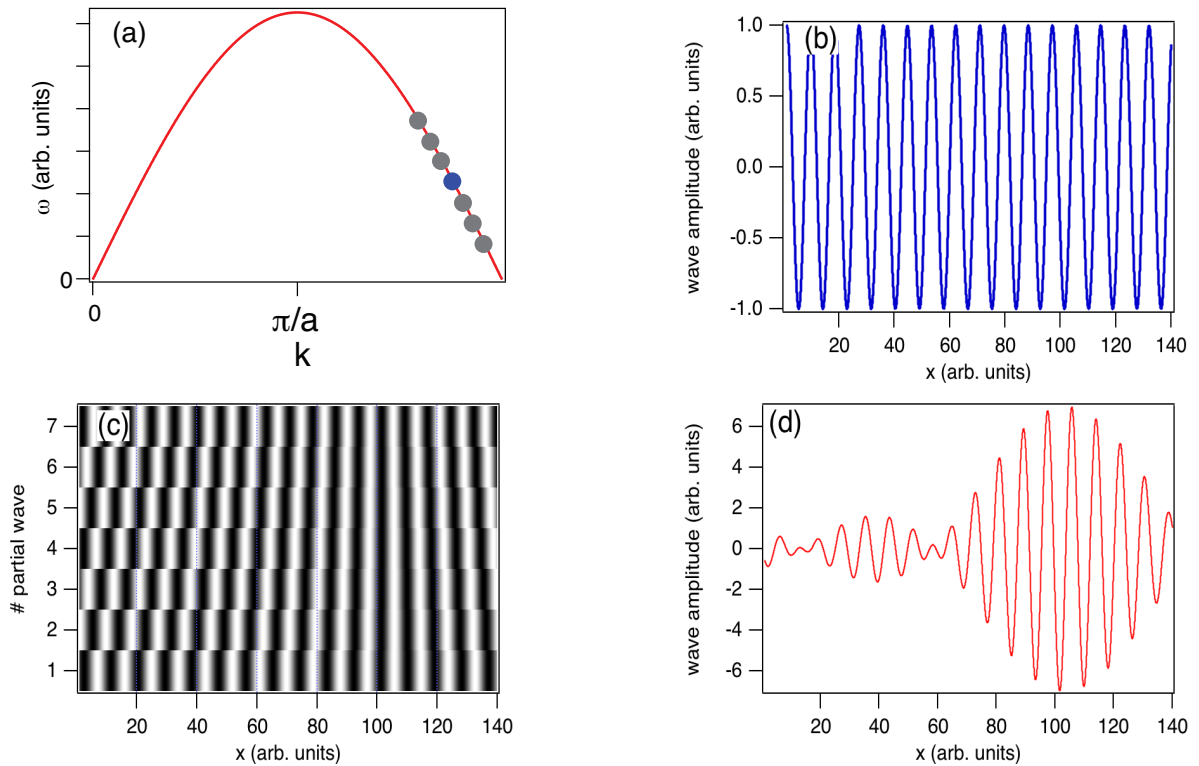 (a)
ω (arb. units)
0
0
π/a
k
(b)
wave amplitude (arb. units)
1.0
0.5
0.0
-0.5
-1.0
20 40 60 80 100 120 140
x (arb. units)
(c)
# partial wave
7
6
5
4
3
2
1
20 40 60 80 100 120 140
x (arb. units)
(d)
wave amplitude (arb. units)
6
4
2
0
-2
-4
-6
20 40 60 80 100 120 140
x (arb. units)